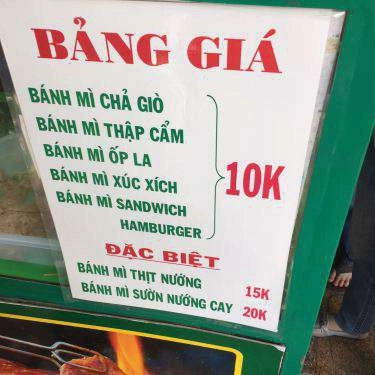 BẢNG GIÁ
BÁNH MÌ CHẢ GIÒ
BÁNH MÌ THẬP CẨM
BÁNH MÌ ỐP LA
BÁNH MÌ XÚC XÍCH
BÁNH MÌ SANDWICH
HAMBURGER
10K
ĐẶC BIỆT
BÁNH MÌ THỊT NƯỚNG 15K
BÁNH MÌ SƯỜN NƯỚNG CAY 20K